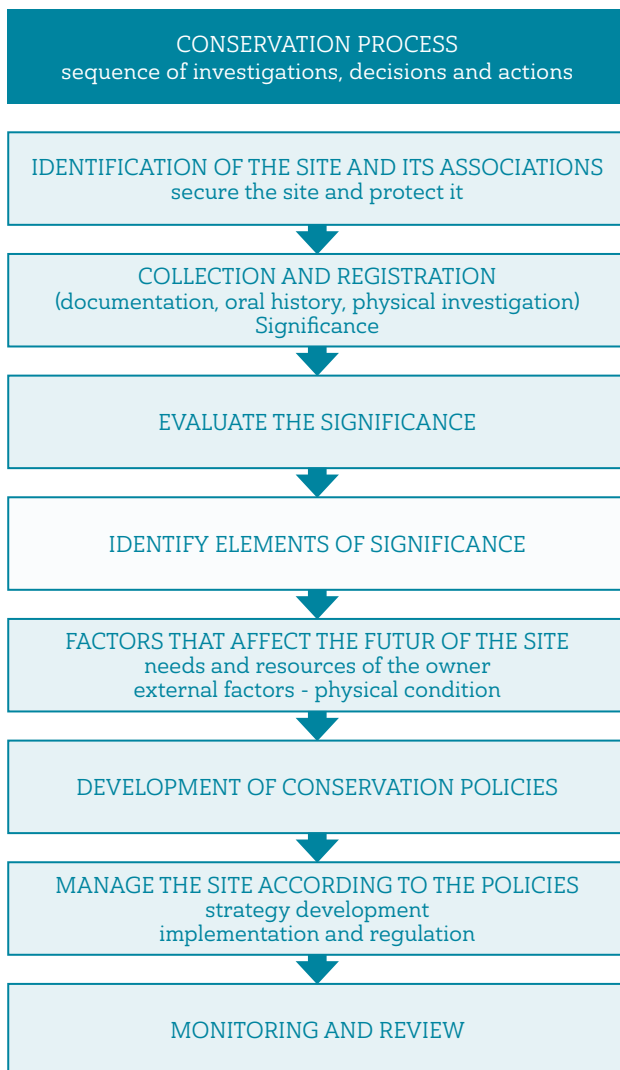 CONSERVATION PROCESS
sequence of investigations, decisions and actions
IDENTIFICATION OF THE SITE AND ITS ASSOCIATIONS
secure the site and protect it
COLLECTION AND REGISTRATION
(documentation, oral history, physical investigation)
Significance
EVALUATE THE SIGNIFICANCE
IDENTIFY ELEMENTS OF SIGNIFICANCE
FACTORS THAT AFFECT THE FUTUR OF THE SITE
needs and resources of the owner
external factors - physical condition
DEVELOPMENT OF CONSERVATION POLICIES
MANAGE THE SITE ACCORDING TO THE POLICIES
strategy development
implementation and regulation
MONITORING AND REVIEW